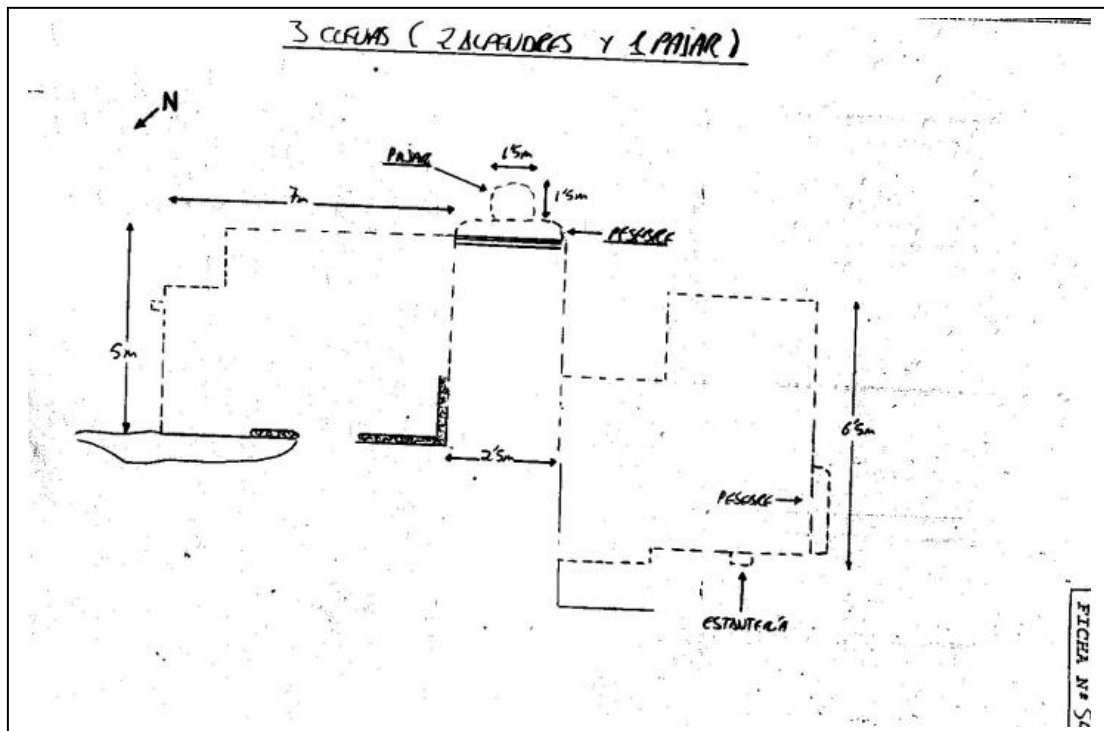 3 CUEVAS (2 ALPENDRES Y 1 PAJAR)
N
PAJAR
1'5m
1'5m
7m
PESEBRE
5m
6'5m
2'5m
PESEBRE
ESTANTERÍA
FICHA Nº